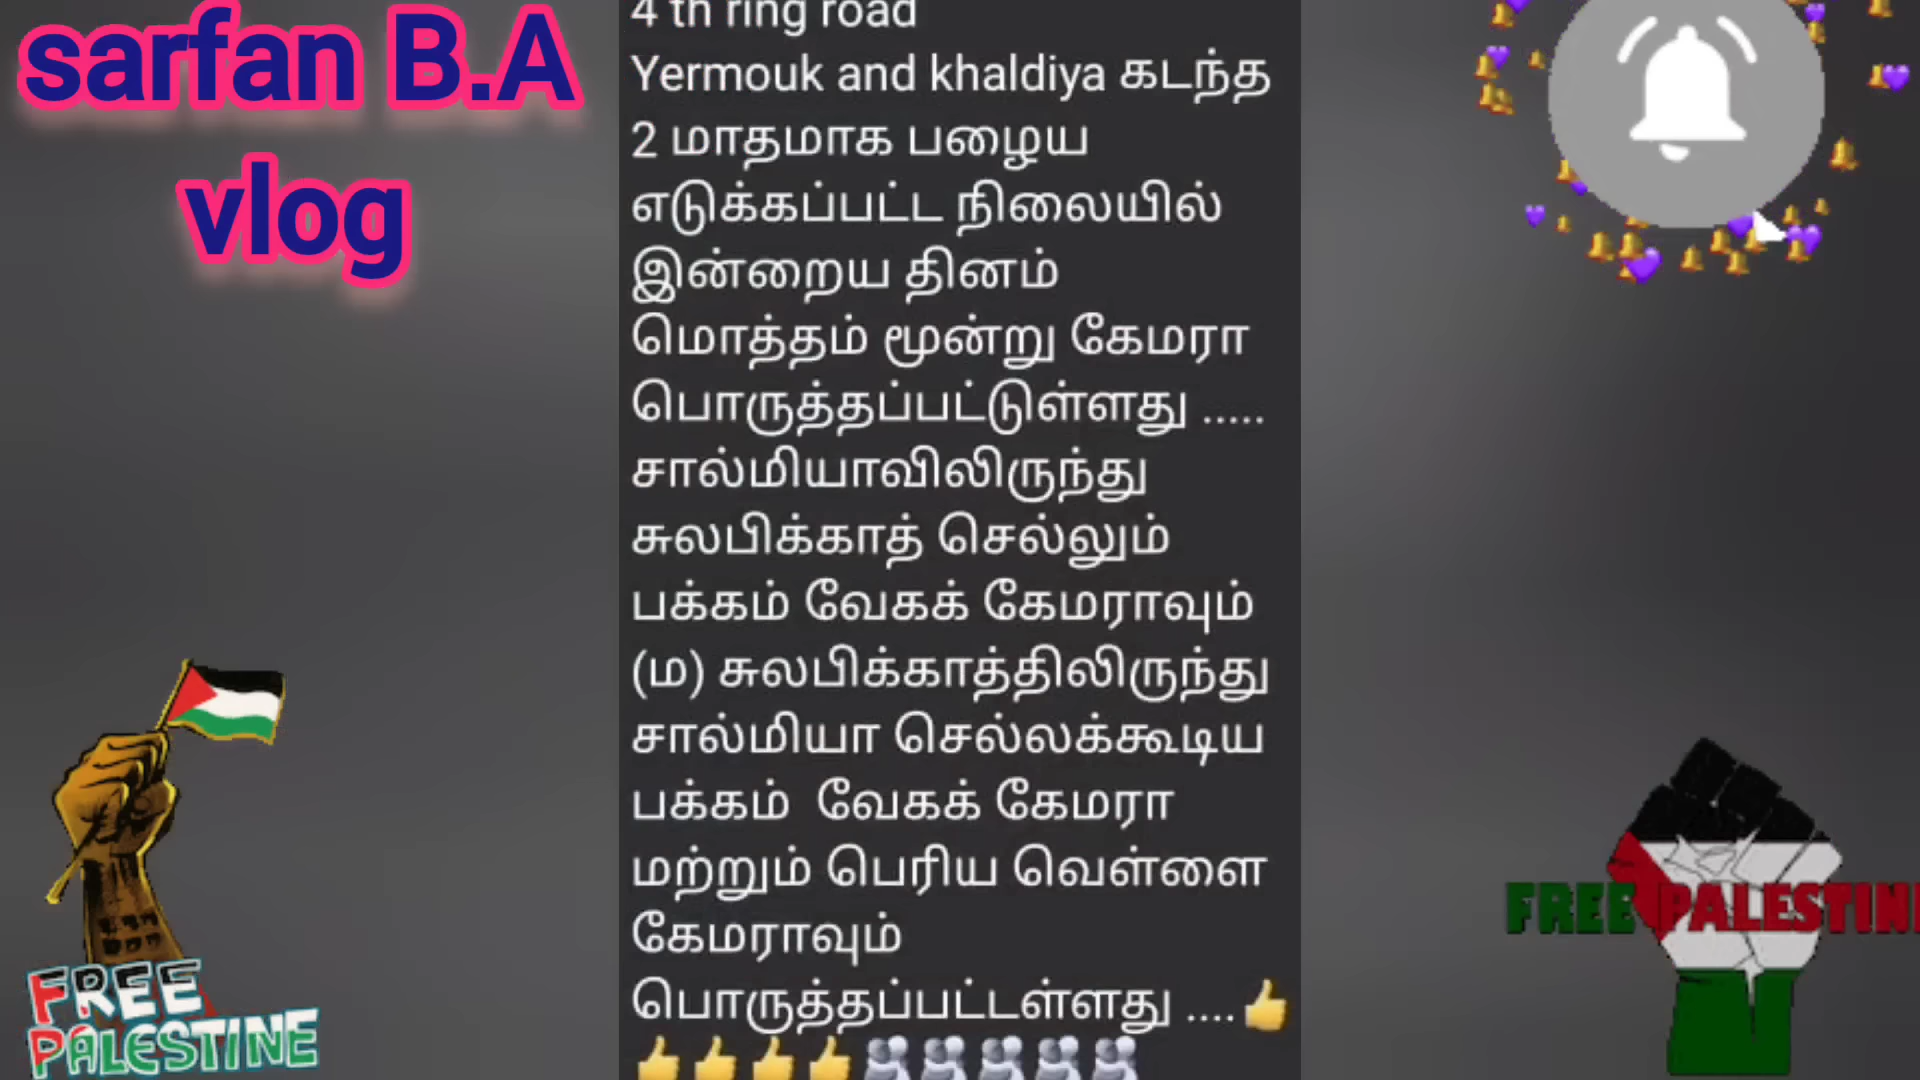 sarfan B.A
vlog
4 th ring road
Yermouk and khaldiya கடந்த
2 மாதமாக பழைய
எடுக்கப்பட்ட நிலையில்
இன்றைய தினம்
மொத்தம் மூன்று கேமரா
பொருத்தப்பட்டுள்ளது .....
சால்மியாவிலிருந்து
சுலபிக்காத் செல்லும்
பக்கம் வேகக் கேமராவும்
(ம) சுலபிக்காத்திலிருந்து
சால்மியா செல்லக்கூடிய
பக்கம் வேகக் கேமரா
மற்றும் பெரிய வெள்ளை
கேமராவும்
பொருத்தப்பட்டள்ளது ....👍
👍👍👍👍🫂🫂🫂🫂🫂
FREE
PALESTINE
FREE PALESTINE